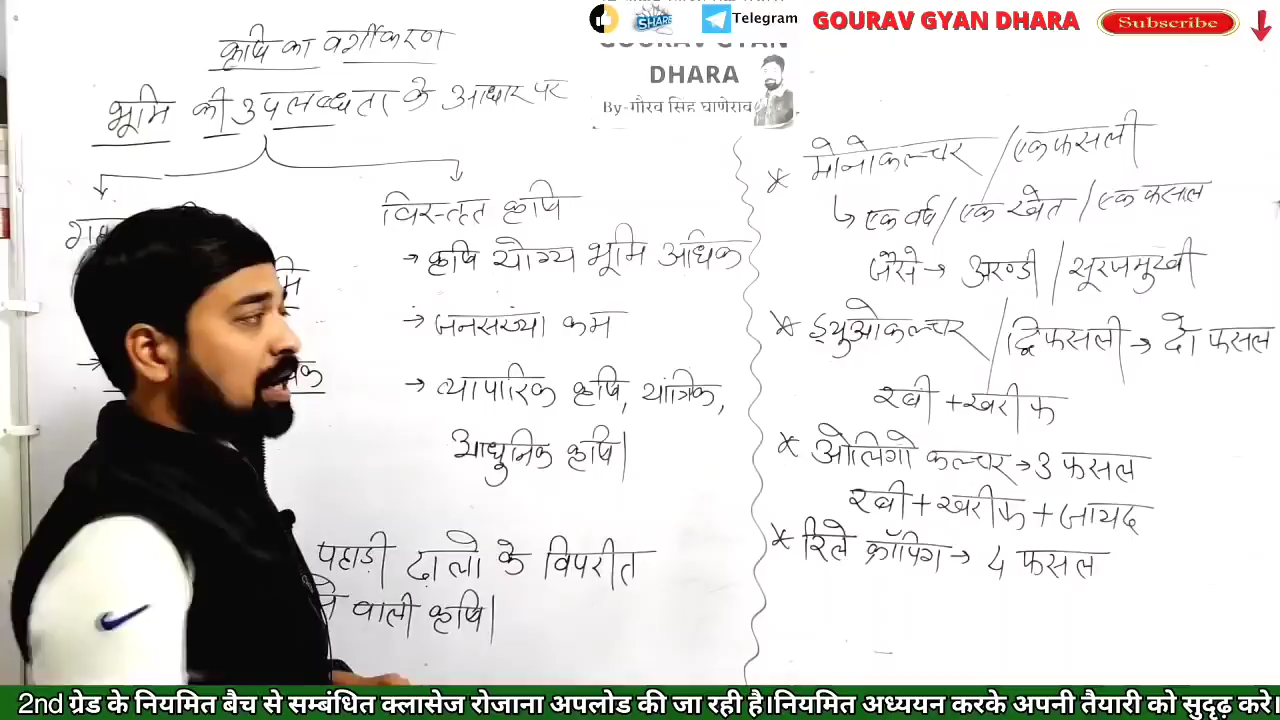 SHARE
Telegram
GOURAV GYAN DHARA
Subscribe
GOURAV GYAN
DHARA
By-गौरव सिंह घाणेराव
कृषि का वर्गीकरण
भूमि की उपलब्धता के आधार पर
विस्तृत कृषि
→ कृषि योग्य भूमि अधिक
→ जनसंख्या कम
→ व्यापारिक कृषि, यांत्रिक,
आधुनिक कृषि।
पहाड़ी ढ़ालो के विपरीत
वाली कृषि।
* मोनोकल्चर / एकफसली
↳ एक वर्ष / एक खेत / एक फसल
जैसे → अरण्डी / सूरजमुखी
* ड्युओकल्चर / द्विफसली → दो फसल
रबी + खरीफ
* ओलिगो कल्चर → 3 फसल
रबी + खरीफ + जायद
* रिले क्रॉपिग → 4 फसल
2nd ग्रेड के नियमित बैच से सम्बंधित क्लासेज रोजाना अपलोड की जा रही है।नियमित अध्ययन करके अपनी तैयारी को सुदृढ़ करे।